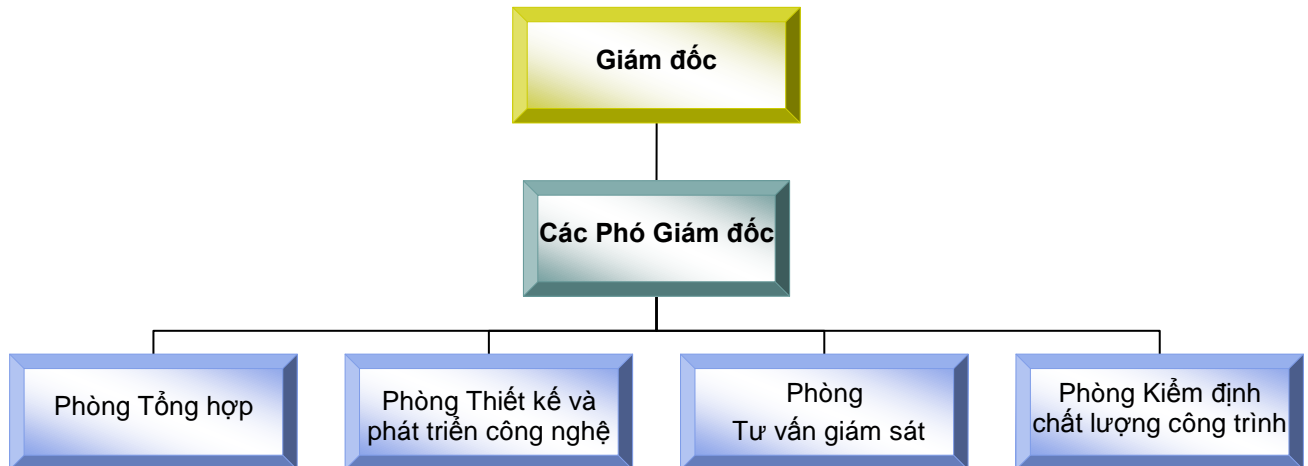 Giám đốc
Các Phó Giám đốc
Phòng Tổng hợp
Phòng Thiết kế và
phát triển công nghệ
Phòng
Tư vấn giám sát
Phòng Kiểm định
chất lượng công trình